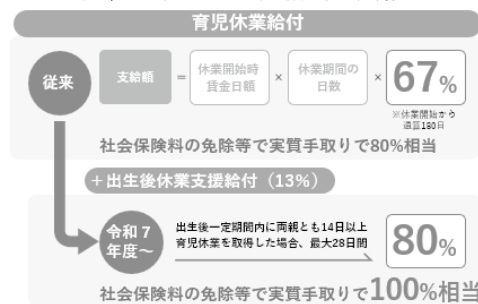 育児休業給付
従来
支給額 = 休業開始時賃金日額 × 休業期間の日数 × 67%
※休業開始から
通算180日
社会保険料の免除等で実質手取りで80%相当
＋出生後休業支援給付（13%）
令和7年度～
出生後一定期間内に両親とも14日以上
育児休業を取得した場合、最大28日間
80%
社会保険料の免除等で実質手取りで100%相当